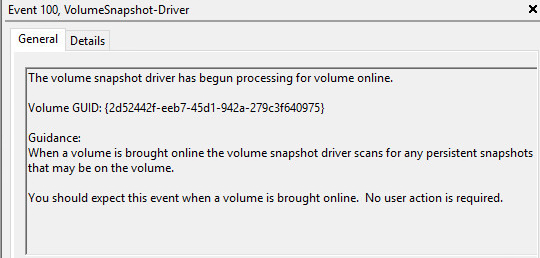 Event 100, VolumeSnapshot-Driver
General Details
The volume snapshot driver has begun processing for volume online.
Volume GUID: {2d52442f-eeb7-45d1-942a-279c3f640975}
Guidance:
When a volume is brought online the volume snapshot driver scans for any persistent snapshots
that may be on the volume.
You should expect this event when a volume is brought online.  No user action is required.